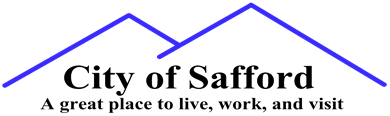 City of Safford
A great place to live, work, and visit